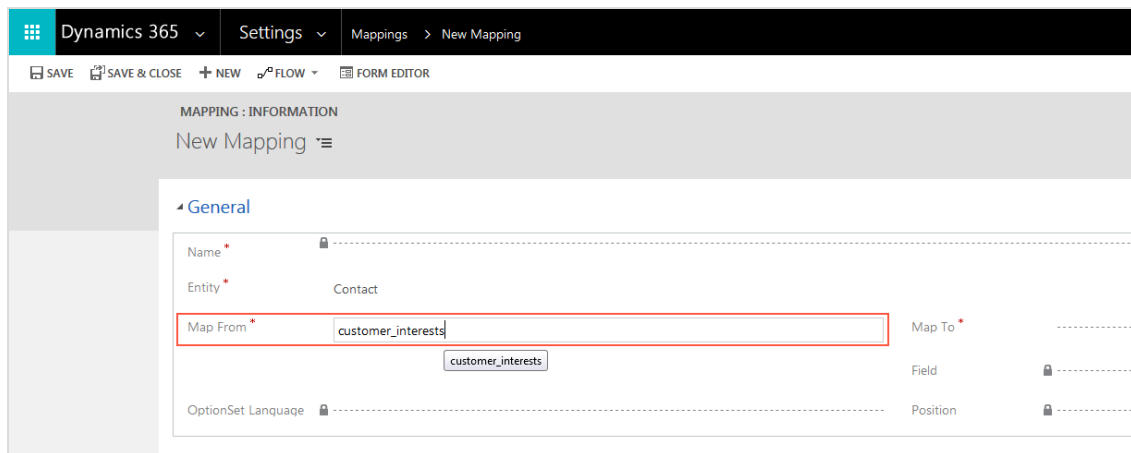 Dynamics 365 Settings Mappings > New Mapping
SAVE SAVE & CLOSE NEW FLOW FORM EDITOR
MAPPING : INFORMATION
New Mapping
General
Name *
Entity * Contact
Map From * customer_interests Map To *
customer_interests
Field
OptionSet Language Position